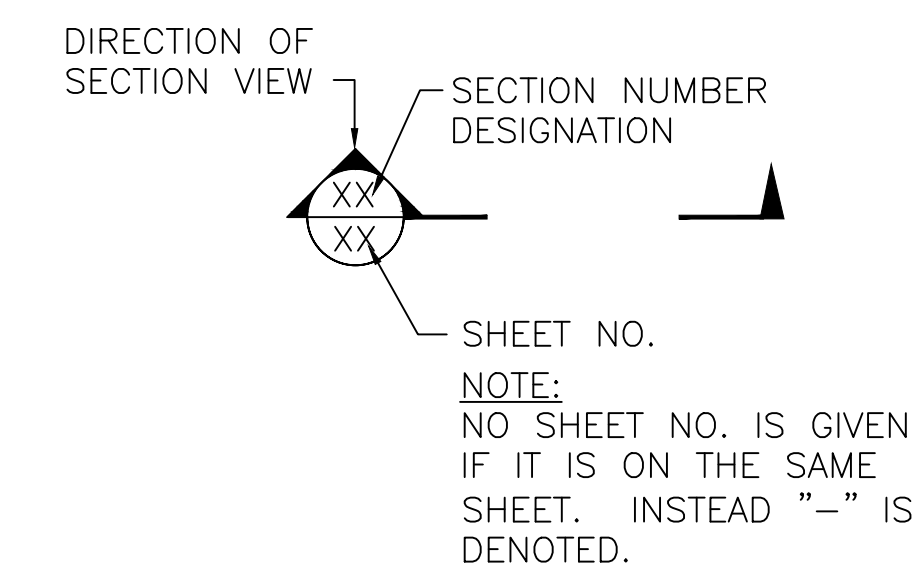 DIRECTION OF
SECTION VIEW
SECTION NUMBER
DESIGNATION
XX
XX
SHEET NO.
NOTE:
NO SHEET NO. IS GIVEN
IF IT IS ON THE SAME
SHEET. INSTEAD "–" IS
DENOTED.